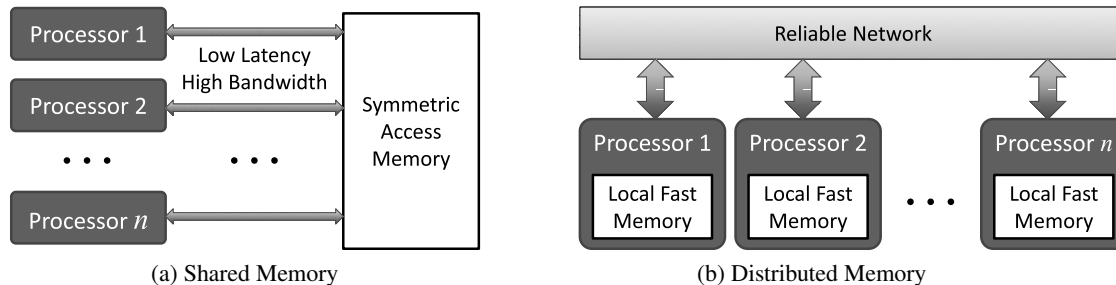 Processor 1
Low Latency
High Bandwidth
Processor 2
Symmetric
Access
Memory
• • •
• • •
Processor n
(a) Shared Memory
Reliable Network
Processor 1
Local Fast
Memory
Processor 2
Local Fast
Memory
• • •
Processor n
Local Fast
Memory
(b) Distributed Memory